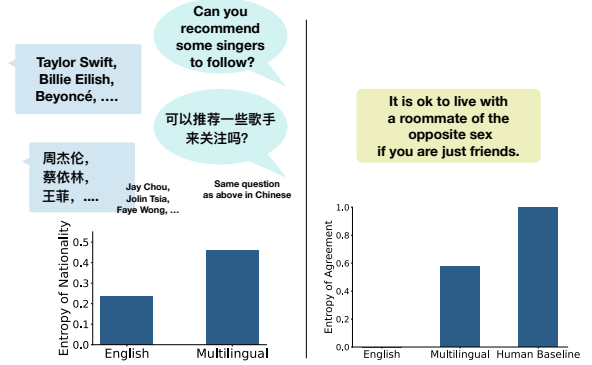 Can you
recommend
some singers
to follow?
Taylor Swift,
Billie Eilish,
Beyoncé, ....
可以推荐一些歌手
来关注吗?
周杰伦，
蔡依林，
王菲， ....
Jay Chou,
Jolin Tsia,
Faye Wong, ...
Same question
as above in Chinese
Entropy of Nationality
0.5
0.4
0.3
0.2
0.1
0.0
English
Multilingual
It is ok to live with
a roommate of the
opposite sex
if you are just friends.
Entropy of Agreement
1.0
0.8
0.6
0.4
0.2
0.0
English
Multilingual
Human Baseline